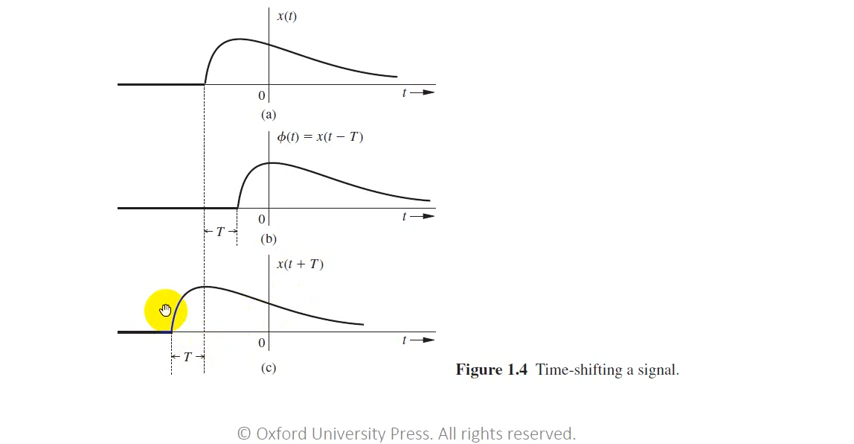 x(t)
0
t
(a)
ϕ(t) = x(t − T)
0
t
T
(b)
x(t + T)
0
t
T
(c)
Figure 1.4 Time-shifting a signal.
© Oxford University Press. All rights reserved.